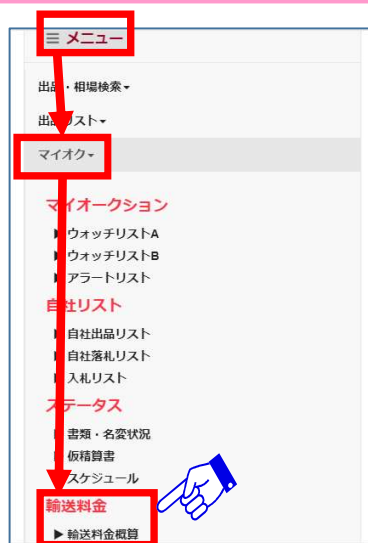 ≡ メニュー
出品・相場検索▾
出品リスト▾
マイオク▾
マイオークション
▶ ウォッチリストA
▶ ウォッチリストB
▶ アラートリスト
自社リスト
▶ 自社出品リスト
▶ 自社落札リスト
▶ 入札リスト
ステータス
▶ 書類・名変状況
▶ 仮精算書
▶ スケジュール
輸送料金
▶ 輸送料金概算